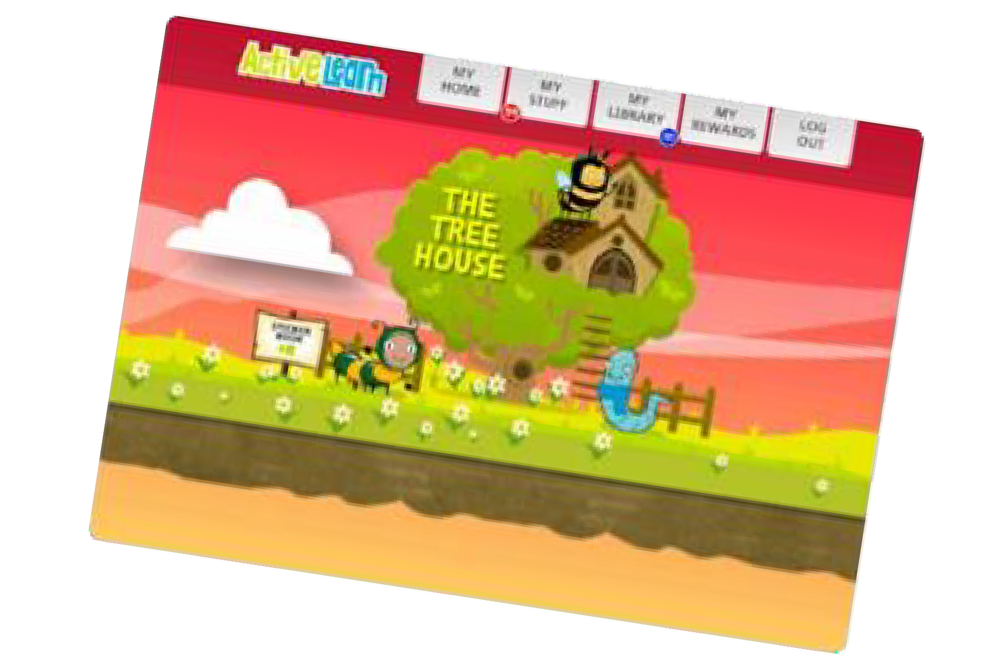 ActiveLearn
MY
HOME
MY
STUFF
MY
LIBRARY
MY
REWARDS
LOG
OUT
THE
TREE
HOUSE